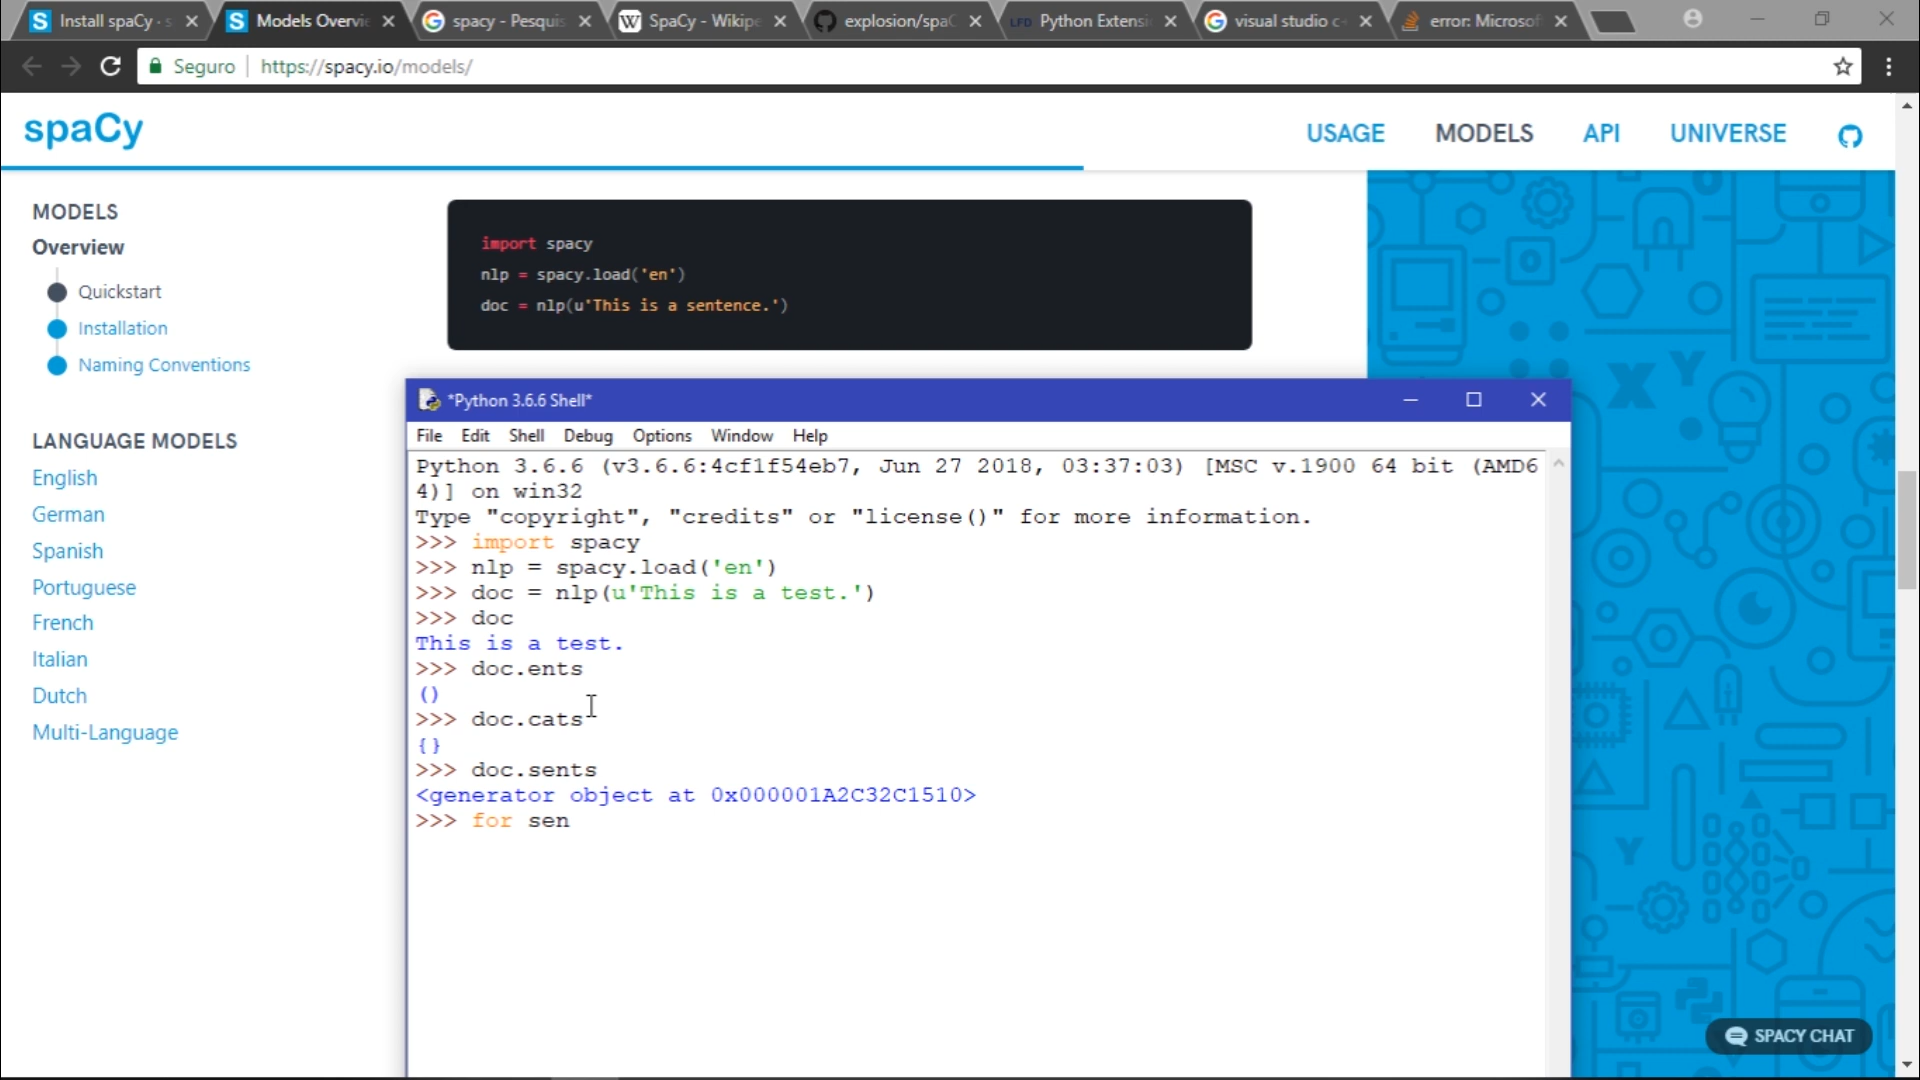 Install spaCy · s
Models Overvie
spacy - Pesquis
SpaCy - Wikipe
explosion/spaC
LFD Python Extensi
visual studio c
error: Microsof
Seguro
https://spacy.io/models/
spaCy
USAGE
MODELS
API
UNIVERSE
MODELS
Overview
Quickstart
Installation
Naming Conventions
LANGUAGE MODELS
English
German
Spanish
Portuguese
French
Italian
Dutch
Multi-Language
import spacy
nlp = spacy.load('en')
doc = nlp(u'This is a sentence.')
*Python 3.6.6 Shell*
File Edit Shell Debug Options Window Help
Python 3.6.6 (v3.6.6:4cf1f54eb7, Jun 27 2018, 03:37:03) [MSC v.1900 64 bit (AMD6
4)] on win32
Type "copyright", "credits" or "license()" for more information.
>>> import spacy
>>> nlp = spacy.load('en')
>>> doc = nlp(u'This is a test.')
>>> doc
This is a test.
>>> doc.ents
()
>>> doc.cats
{}
>>> doc.sents
<generator object at 0x000001A2C32C1510>
>>> for sen
SPACY CHAT